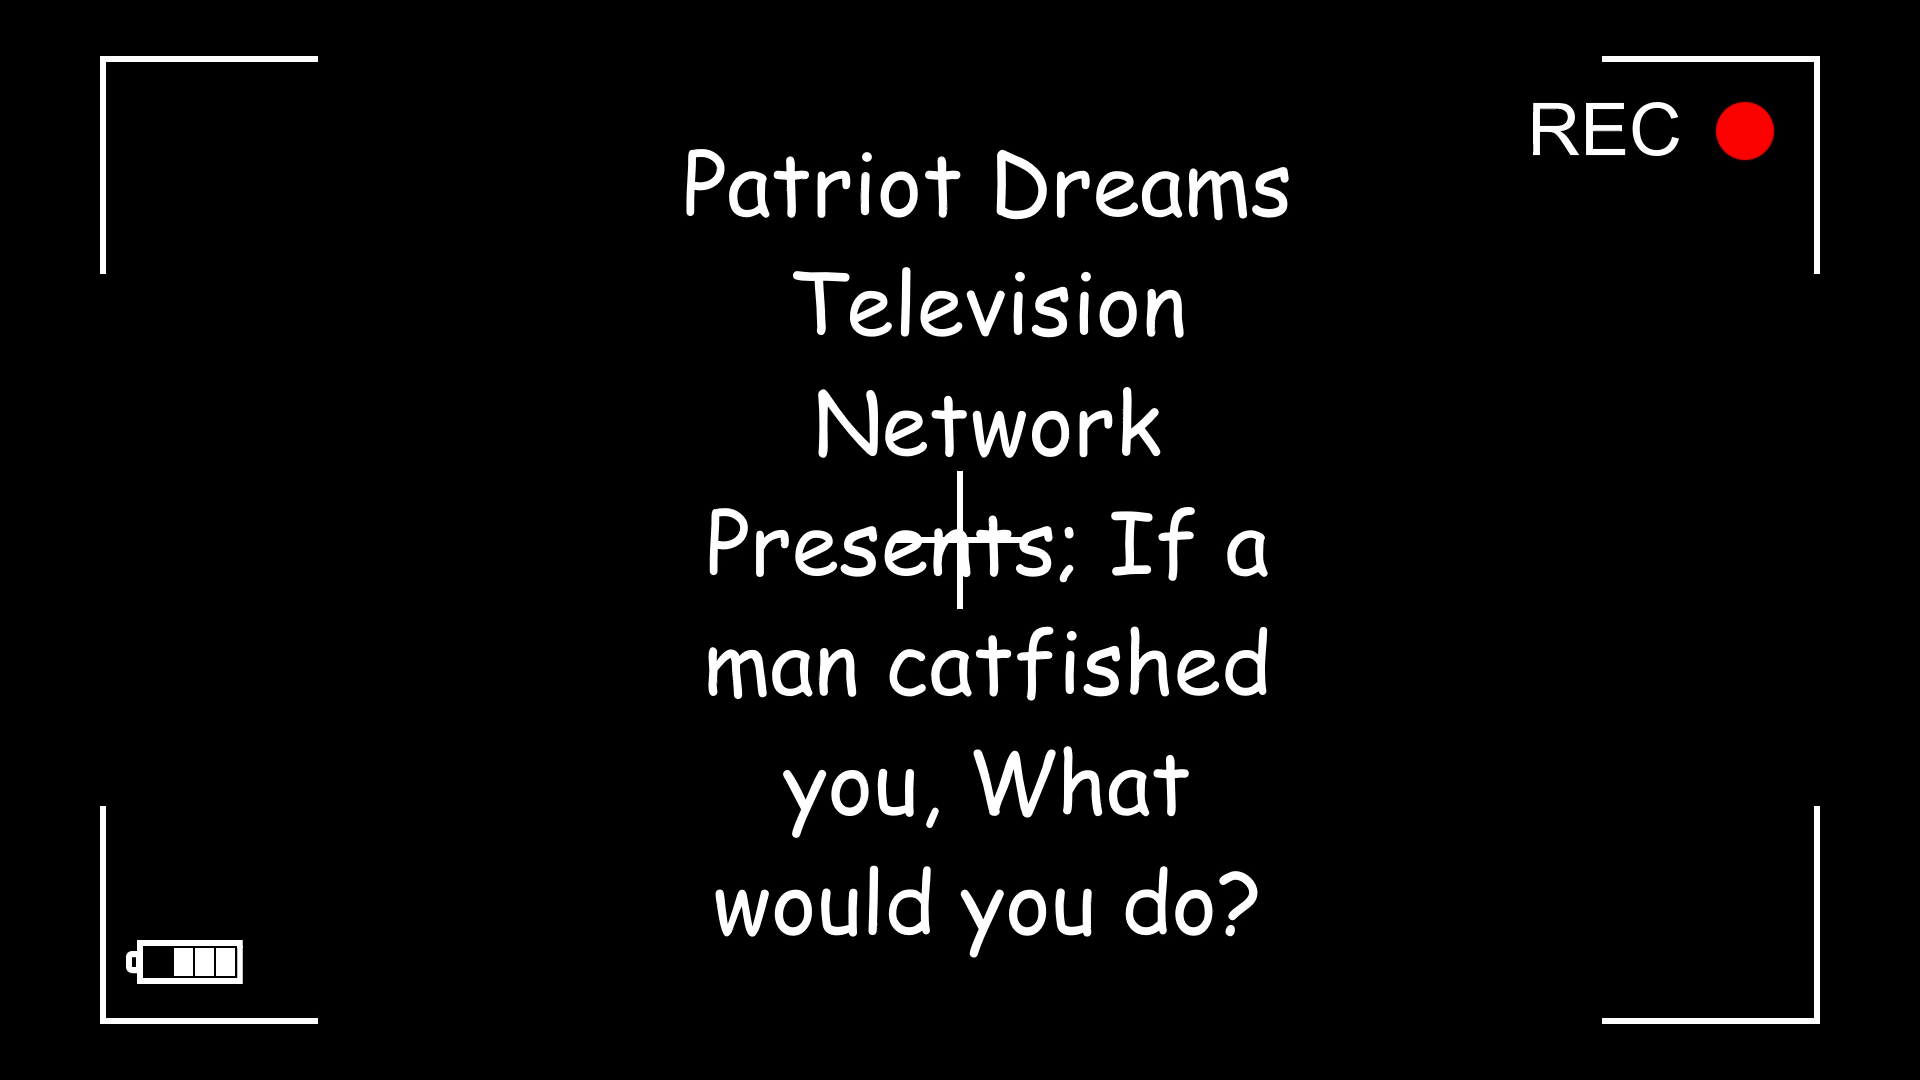 REC
Patriot Dreams
Television
Network
Presents; If a
man catfished
you, What
would you do?